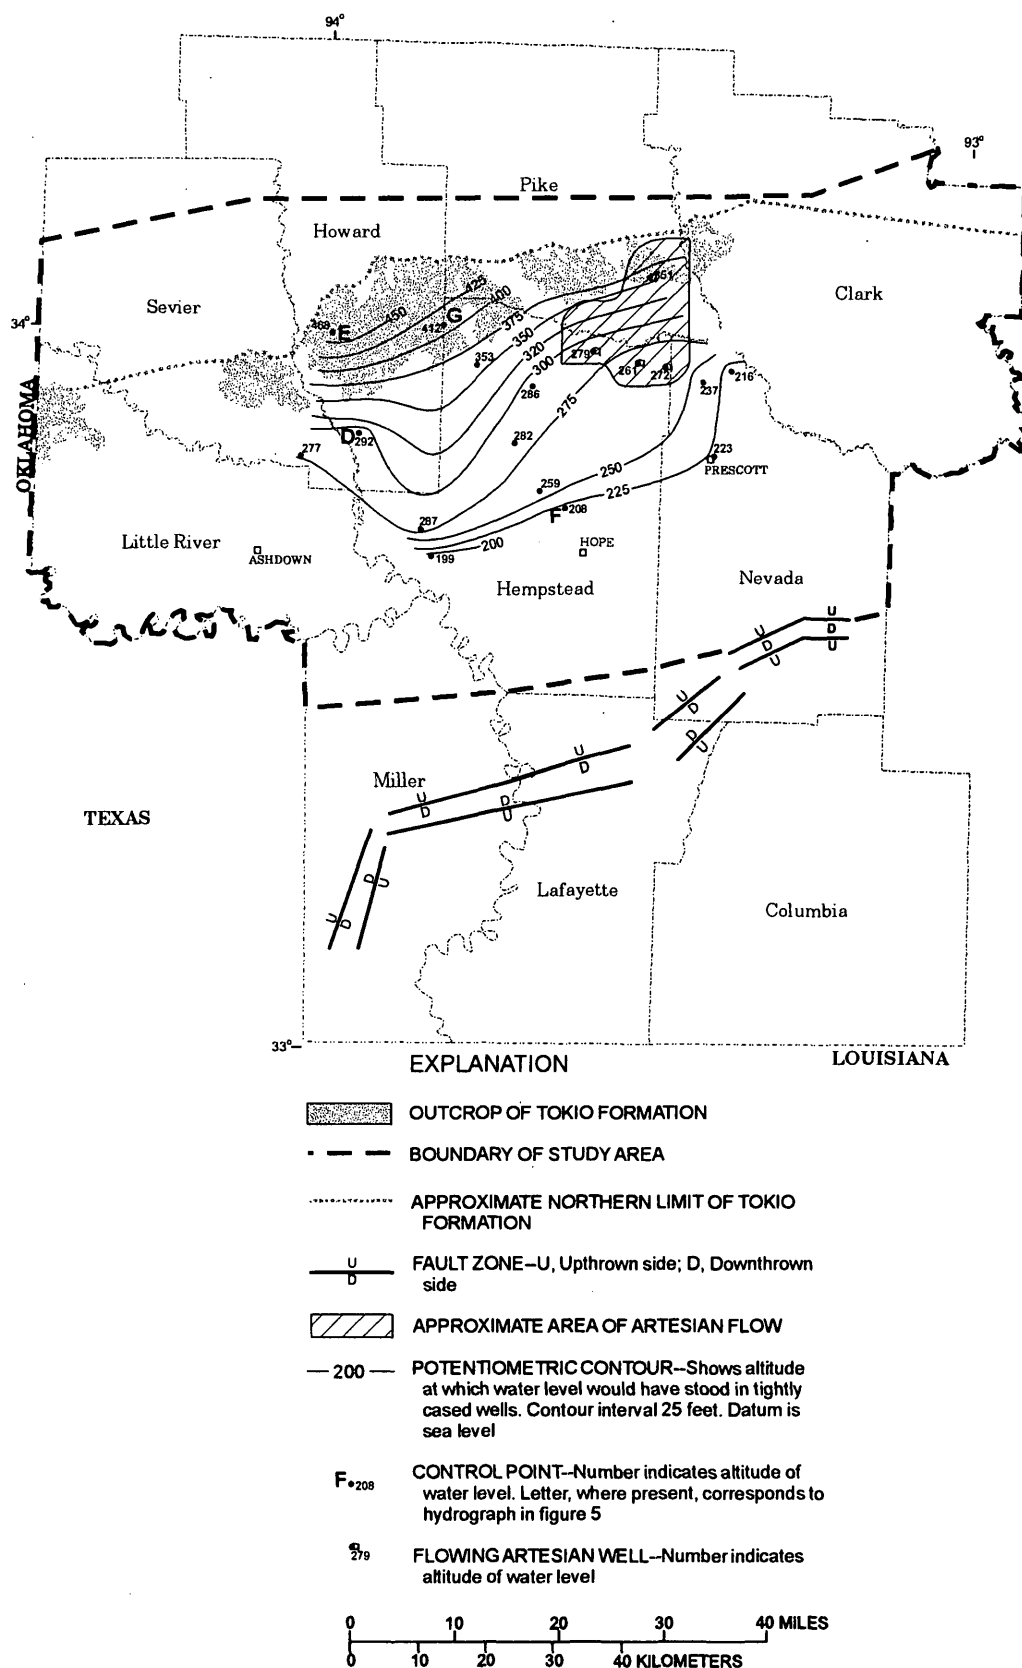 94°
93°
Pike
Howard
Sevier
Clark
34°
OKLAHOMA
425
400
450
375
350
320
300
275
250
225
200
468
E
G
412
353
351
279
261
272
286
216
237
D
292
277
282
223
PRESCOTT
259
F
208
287
199
Little River
ASHDOWN
HOPE
Hempstead
Nevada
U
D
U
U
D
U
U
D
D
U
U
D
Miller
U
D
D
U
TEXAS
D
U
U
D
Lafayette
Columbia
33°
LOUISIANA
EXPLANATION
OUTCROP OF TOKIO FORMATION
BOUNDARY OF STUDY AREA
APPROXIMATE NORTHERN LIMIT OF TOKIO
FORMATION
U
D
FAULT ZONE--U, Upthrown side; D, Downthrown
side
APPROXIMATE AREA OF ARTESIAN FLOW
200
POTENTIOMETRIC CONTOUR--Shows altitude
at which water level would have stood in tightly
cased wells. Contour interval 25 feet. Datum is
sea level
F 208
CONTROL POINT--Number indicates altitude of
water level. Letter, where present, corresponds to
hydrograph in figure 5
279
FLOWING ARTESIAN WELL--Number indicates
altitude of water level
0 10 20 30 40 MILES
0 10 20 30 40 KILOMETERS